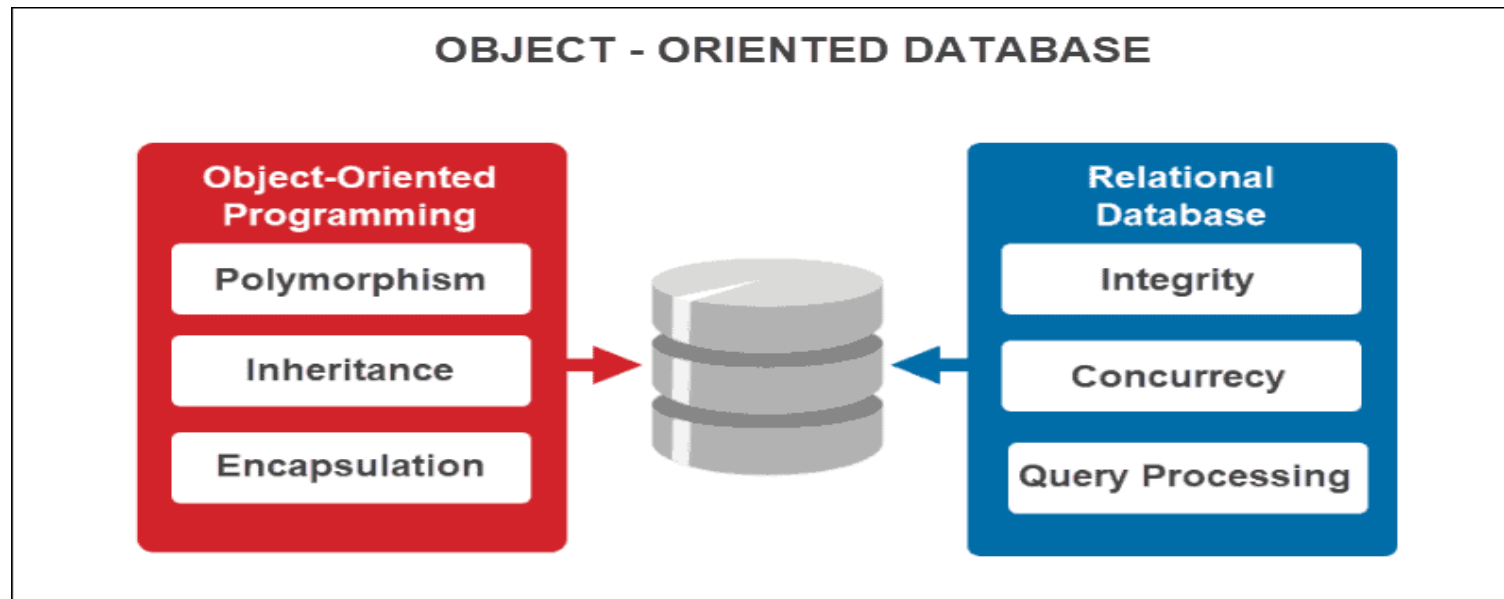 OBJECT - ORIENTED DATABASE
Object-Oriented
Programming
Polymorphism
Inheritance
Encapsulation
Relational
Database
Integrity
Concurrecy
Query Processing